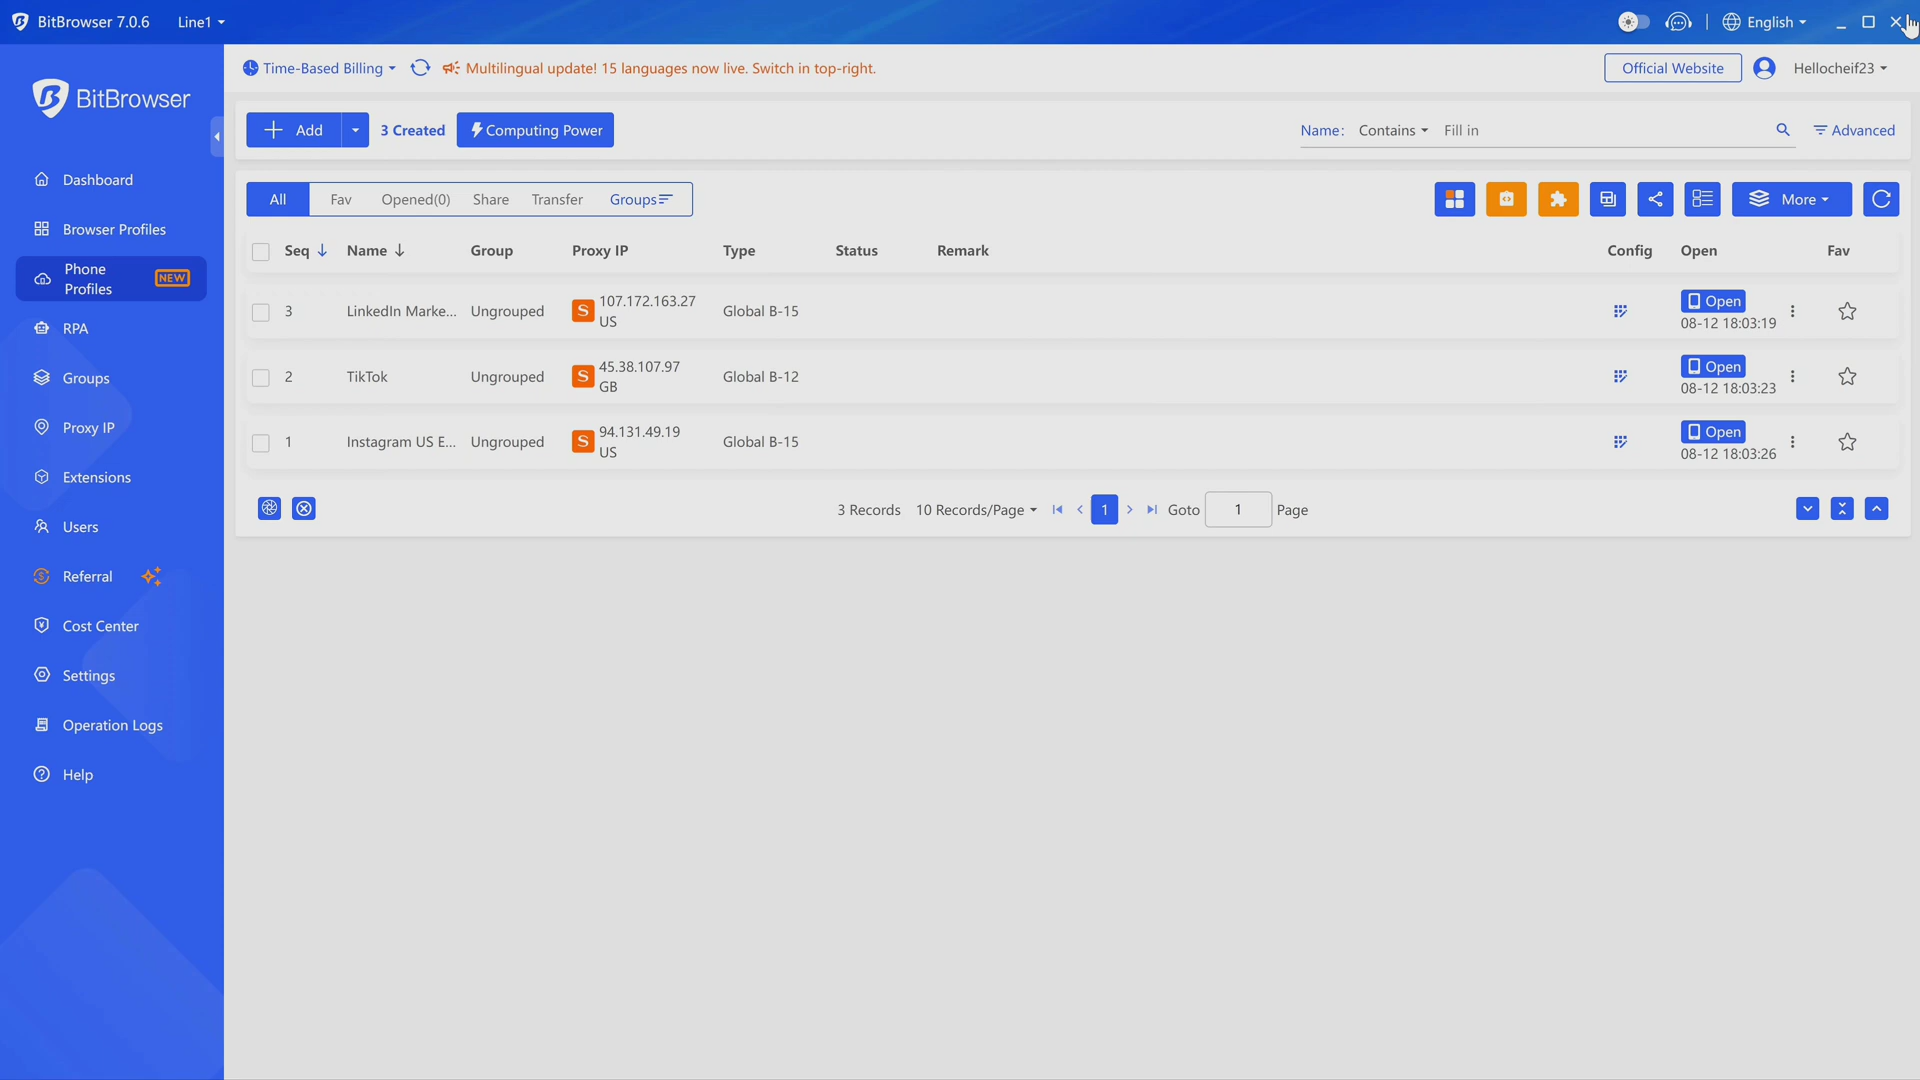 BitBrowser 7.0.6 Line1 English
BitBrowser
Time-Based Billing Multilingual update! 15 languages now live. Switch in top-right. Official Website Hellocheif23
Add 3 Created Computing Power Name: Contains Fill in Advanced
Dashboard
Browser Profiles
Phone
Profiles NEW
RPA
Groups
Proxy IP
Extensions
Users
Referral
Cost Center
Settings
Operation Logs
Help
All Fav Opened(0) Share Transfer Groups More
Seq Name Group Proxy IP Type Status Remark Config Open Fav
3 LinkedIn Marke... Ungrouped S 107.172.163.27 Global B-15 Open
US 08-12 18:03:19
2 TikTok Ungrouped S 45.38.107.97 Global B-12 Open
GB 08-12 18:03:23
1 Instagram US E... Ungrouped S 94.131.49.19 Global B-15 Open
US 08-12 18:03:26
3 Records 10 Records/Page 1 Goto 1 Page